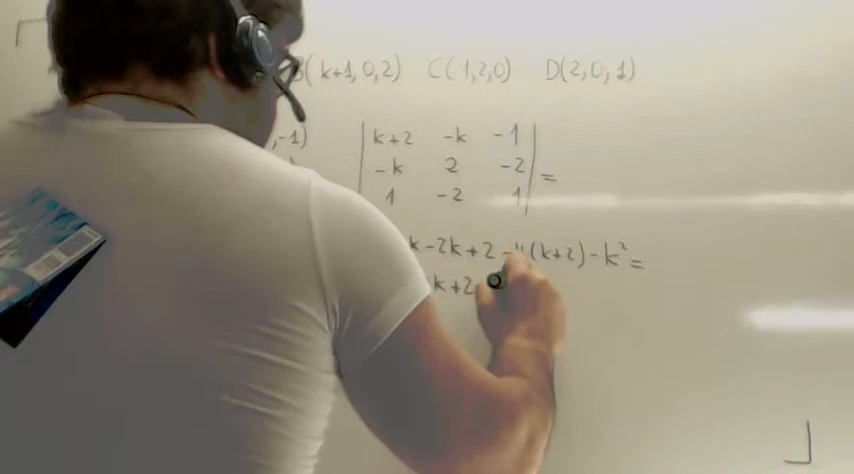 B(k+1,0,2) C(1,2,0) D(2,0,1)
,-1)
| k+2 -k -1 |
| -k 2 -2 | =
| 1 -2 1 |
k-2k+2-4(k+2)-k²=
k+2